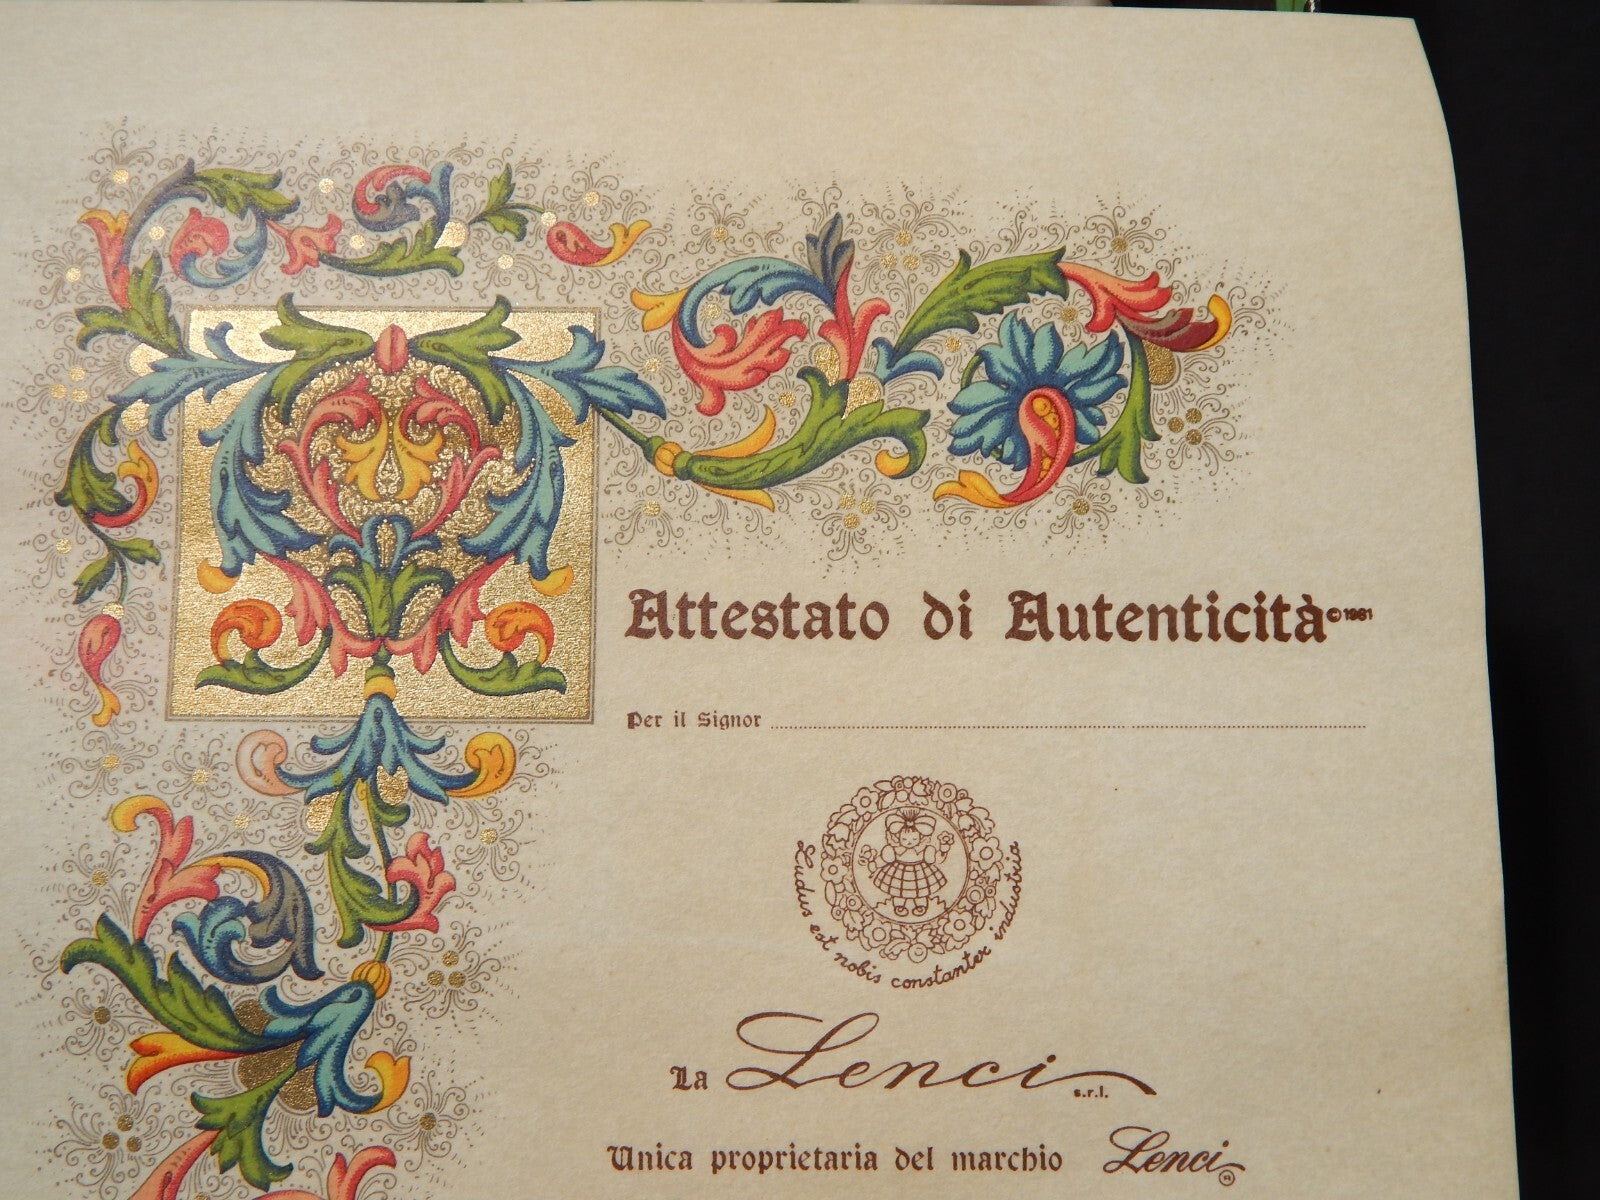 Attestato di Autenticità © 1981
Per il Signor
Ludus est nobis constanter industria
La Lenci s.r.l.
Unica proprietaria del marchio Lenci ®